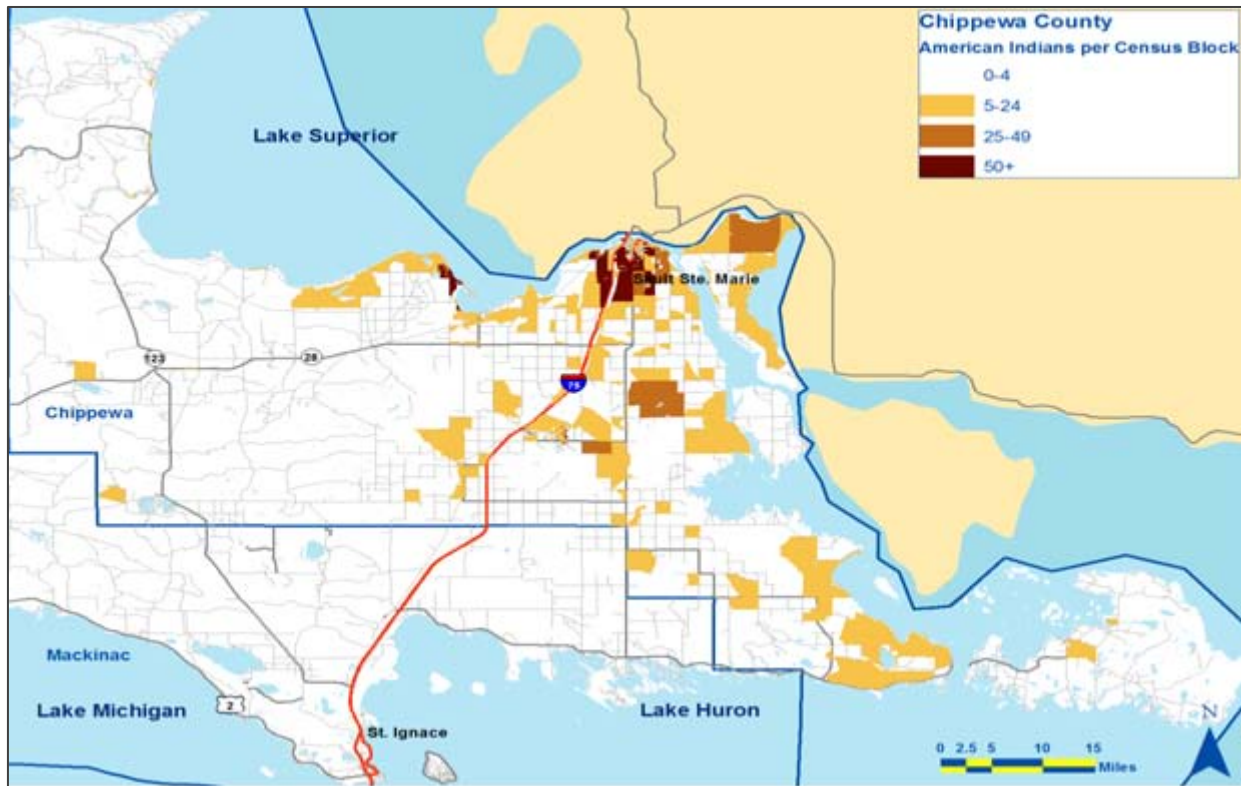 Chippewa County
American Indians per Census Block
0-4
5-24
25-49
50+
Lake Superior
Sault Ste. Marie
123
28
75
Chippewa
Mackinac
Lake Michigan
2
St. Ignace
Lake Huron
N
0 2.5 5 10 15
Miles